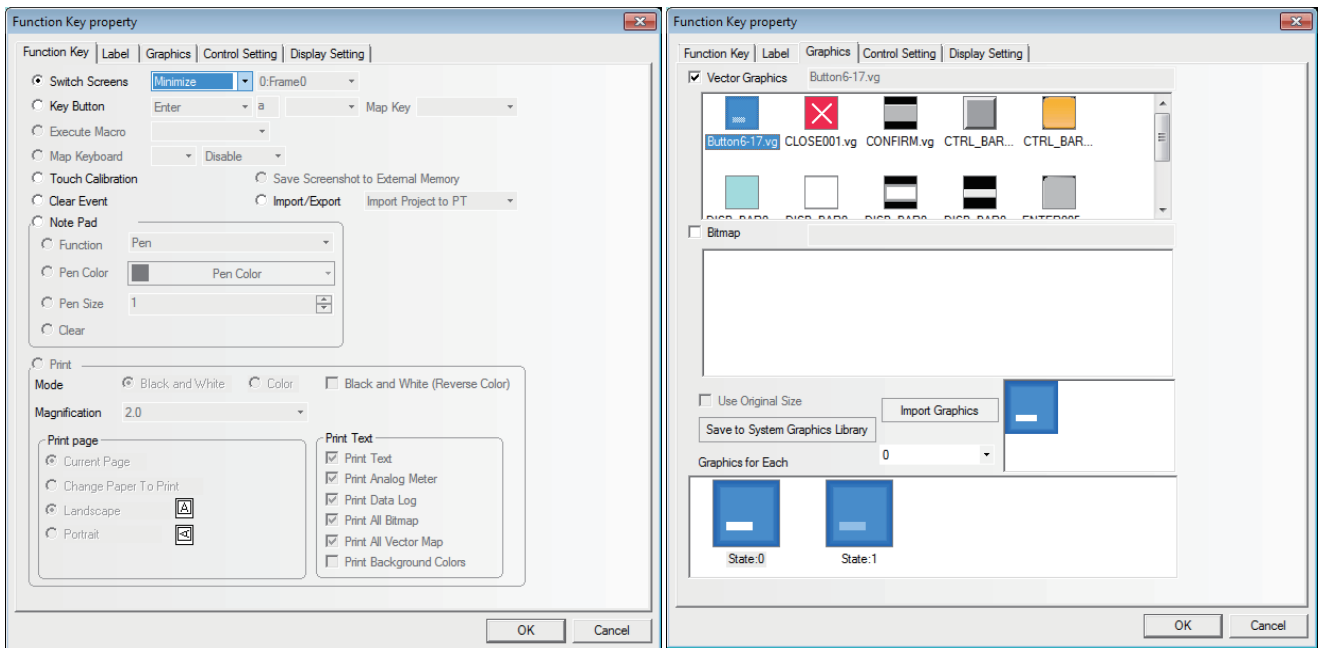 Function Key property
Function Key Label Graphics Control Setting Display Setting
Switch Screens Minimize 0:Frame0
Key Button Enter a Map Key
Execute Macro
Map Keyboard Disable
Touch Calibration Save Screenshot to External Memory
Clear Event Import/Export Import Project to PT
Note Pad
Function Pen
Pen Color Pen Color
Pen Size 1
Clear
Print
Mode Black and White Color Black and White (Reverse Color)
Magnification 2.0
Print page
Current Page
Change Paper To Print
Landscape A
Portrait A
Print Text
Print Text
Print Analog Meter
Print Data Log
Print All Bitmap
Print All Vector Map
Print Background Colors
OK Cancel
Function Key property
Function Key Label Graphics Control Setting Display Setting
Vector Graphics Button6-17.vg
Button6-17.vg CLOSE001.vg CONFIRM.vg CTRL_BAR... CTRL_BAR...
Bitmap
Use Original Size
Import Graphics
Save to System Graphics Library
Graphics for Each 0
State:0 State:1
OK Cancel